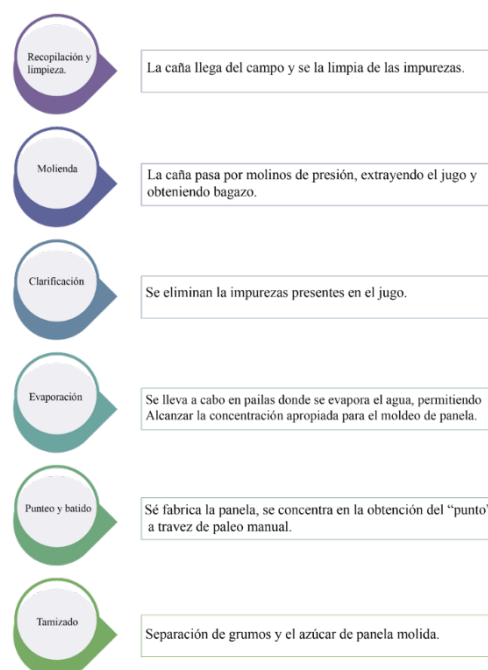 Recopilación y
limpieza.
La caña llega del campo y se la limpia de las impurezas.
Molienda
La caña pasa por molinos de presión, extrayendo el jugo y
obteniendo bagazo.
Clarificación
Se eliminan la impurezas presentes en el jugo.
Evaporación
Se lleva a cabo en pailas donde se evapora el agua, permitiendo
Alcanzar la concentración apropiada para el moldeo de panela.
Punteo y batido
Sé fabrica la panela, se concentra en la obtención del “punto”
a travez de paleo manual.
Tamizado
Separación de grumos y el azúcar de panela molida.